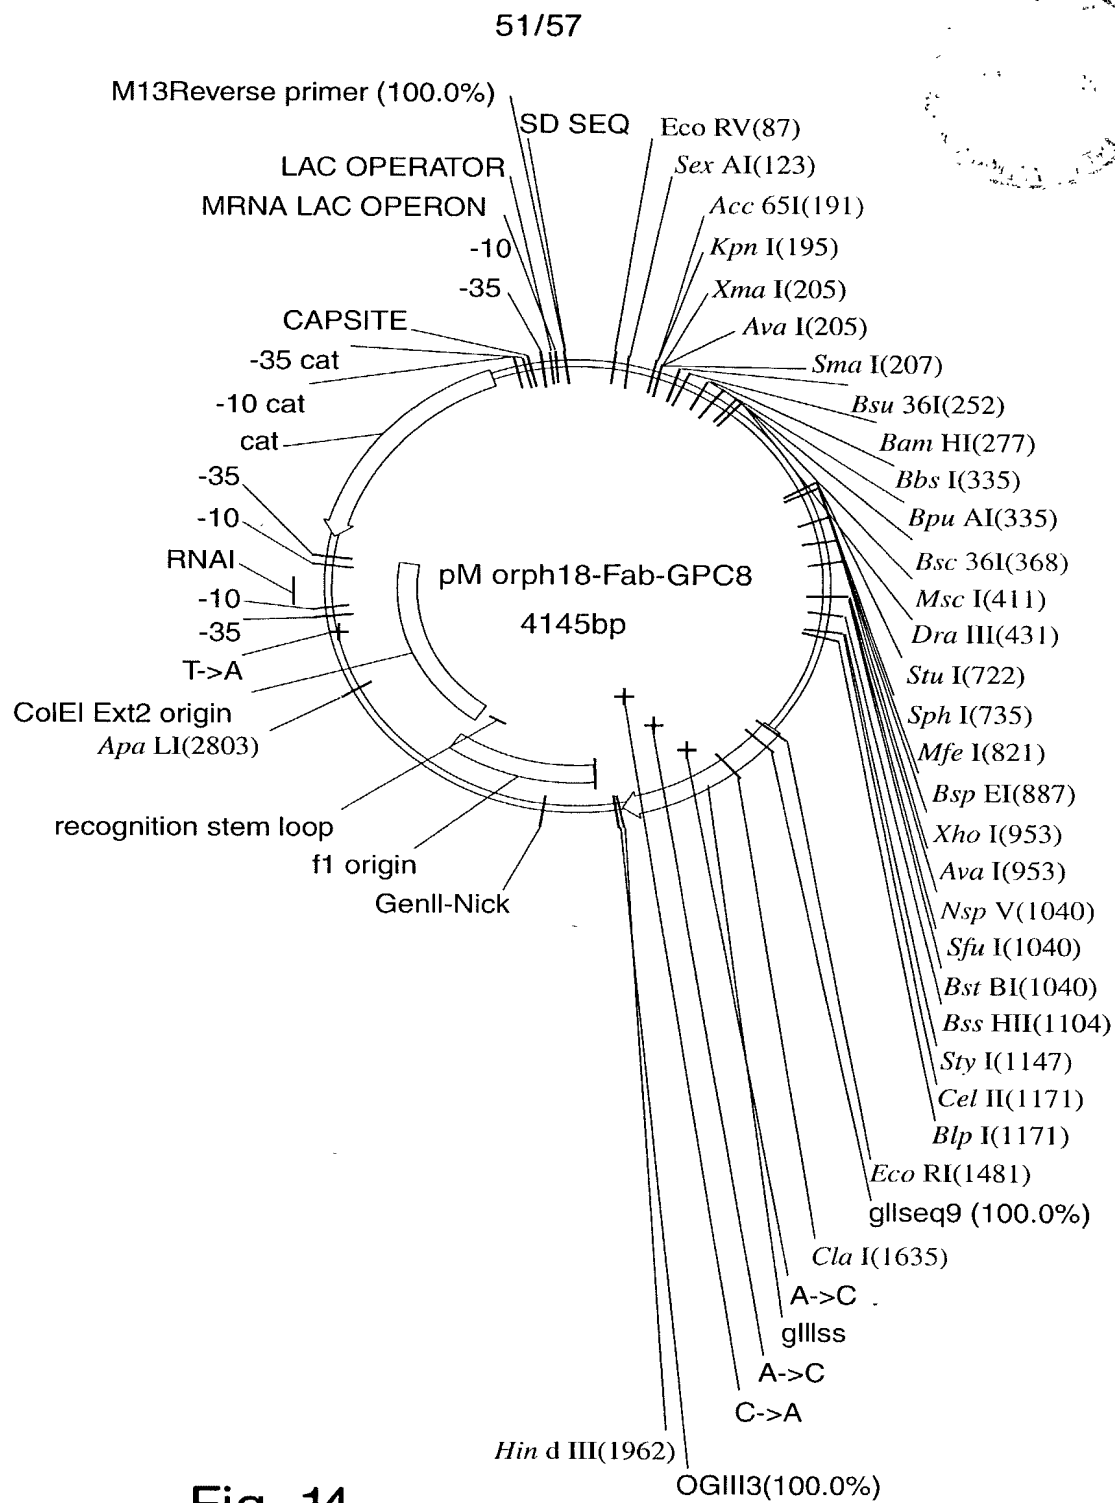 51/57
M13Reverse primer (100.0%)
SD SEQ
Eco RV(87)
LAC OPERATOR
Sex AI(123)
MRNA LAC OPERON
Acc 65I(191)
-10
Kpn I(195)
-35
Xma I(205)
CAPSITE
Ava I(205)
-35 cat
Sma I(207)
-10 cat
Bsu 36I(252)
cat
Bam HI(277)
-35
Bbs I(335)
-10
Bpu AI(335)
RNAI
Bsc 36I(368)
pM orph18-Fab-GPC8
-10
Msc I(411)
4145bp
-35
Dra III(431)
T->A
Stu I(722)
ColEI Ext2 origin
Sph I(735)
Apa LI(2803)
Mfe I(821)
Bsp EI(887)
recognition stem loop
Xho I(953)
f1 origin
Ava I(953)
GenII-Nick
Nsp V(1040)
Sfu I(1040)
Bst BI(1040)
Bss HII(1104)
Sty I(1147)
Cel II(1171)
Blp I(1171)
Eco RI(1481)
gIIseq9 (100.0%)
Cla I(1635)
A->C
gIIIss
A->C
C->A
Hin d III(1962)
OGIII3(100.0%)
Fig. 14